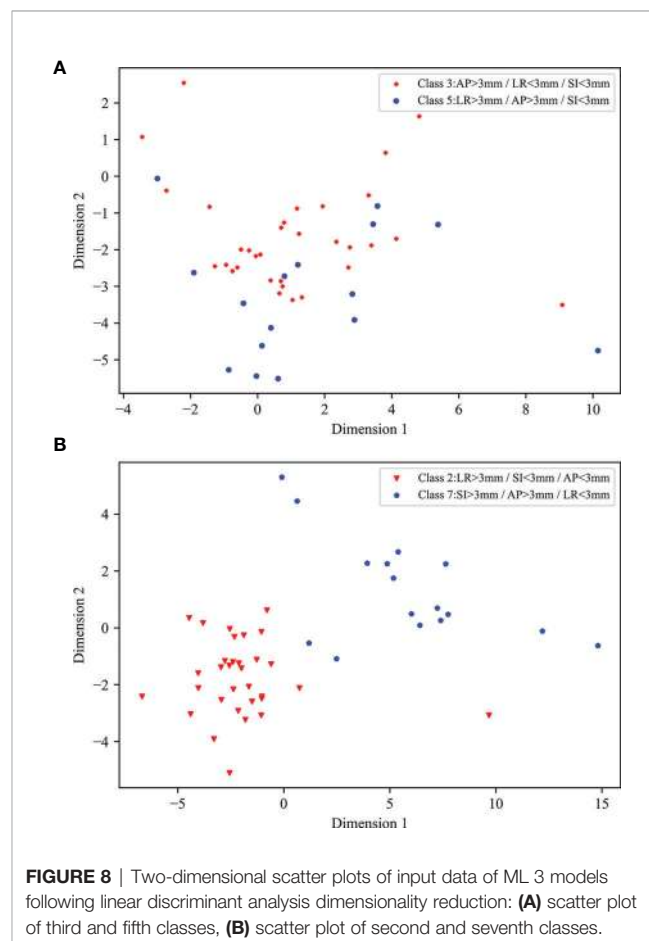 A
Class 3:AP>3mm / LR<3mm / SI<3mm
Class 5:LR>3mm / AP>3mm / SI<3mm
2
1
0
−1
−2
−3
−4
−5
Dimension 2
−4
−2
0
2
4
6
8
10
Dimension 1
B
Class 2:LR>3mm / SI<3mm / AP<3mm
Class 7:SI>3mm / AP>3mm / LR<3mm
4
2
0
−2
−4
Dimension 2
−5
0
5
10
15
Dimension 1
FIGURE 8 | Two-dimensional scatter plots of input data of ML 3 models
following linear discriminant analysis dimensionality reduction: (A) scatter plot
of third and fifth classes, (B) scatter plot of second and seventh classes.